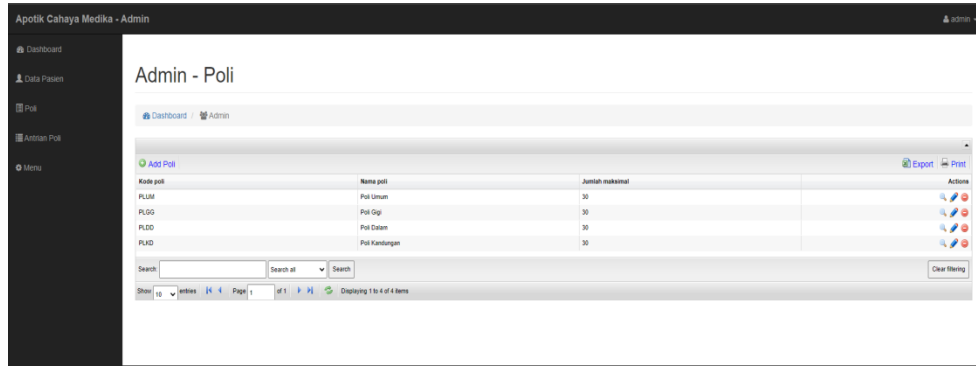 Apotik Cahaya Medika - Admin
admin
Dashboard
Data Pasien
Poli
Antrian Poli
Menu
Admin - Poli
Dashboard / Admin
Add Poli Export Print
Kode poli Nama poli Jumlah maksimal Actions
PLUM Poli Umum 30
PLGG Poli Gigi 30
PLDD Poli Dalam 30
PLKD Poli Kandungan 30
Search: Search all Search Clear filtering
Show 10 entries Page 1 of 1 Displaying 1 to 4 of 4 items